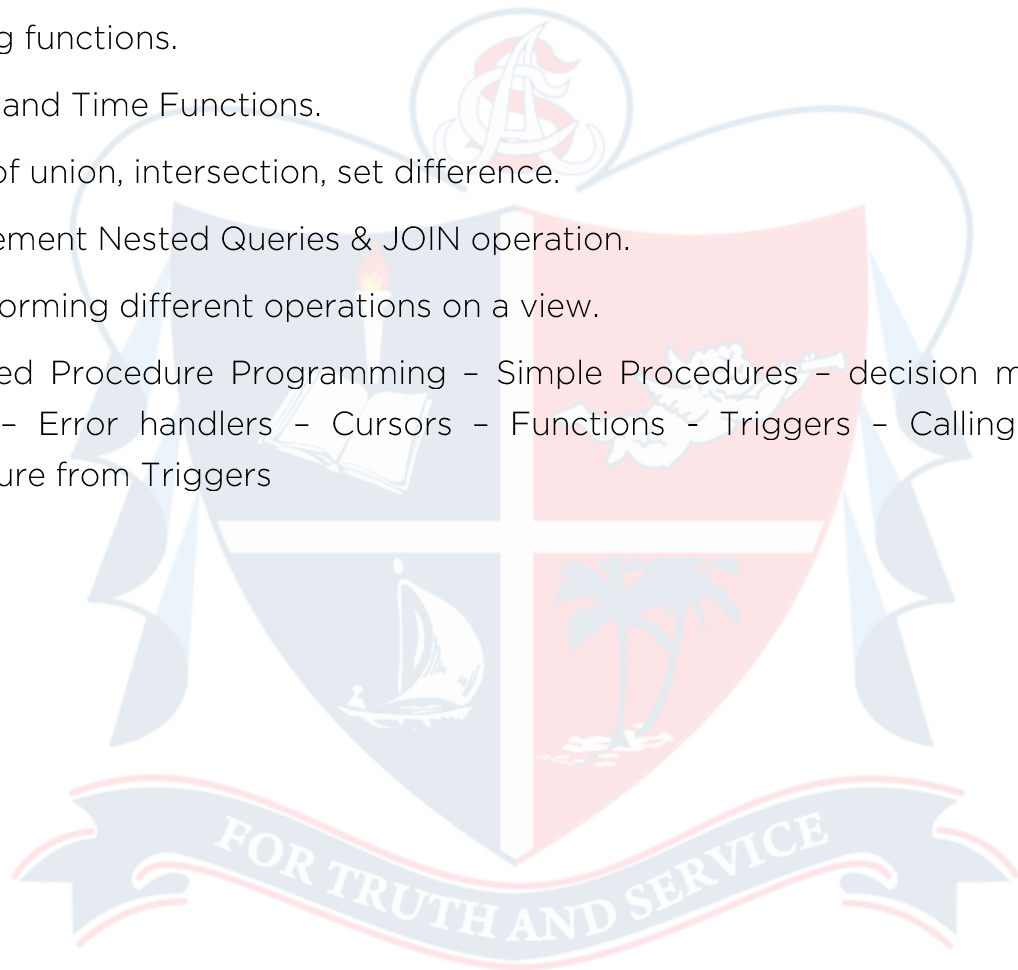 g functions.
and Time Functions.
of union, intersection, set difference.
ement Nested Queries & JOIN operation.
orming different operations on a view.
ed Procedure Programming – Simple Procedures – decision m
– Error handlers – Cursors – Functions - Triggers – Calling
ure from Triggers
FOR TRUTH AND SERVICE